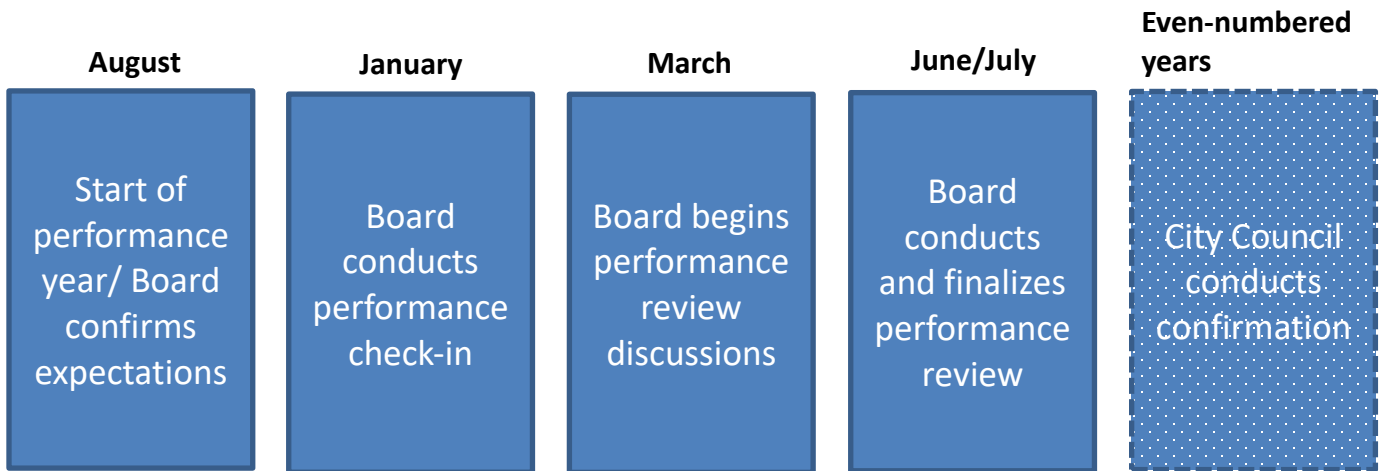 August
Start of
performance
year/ Board
confirms
expectations
January
Board
conducts
performance
check-in
March
Board begins
performance
review
discussions
June/July
Board
conducts
and finalizes
performance
review
Even-numbered
years
City Council
conducts
confirmation